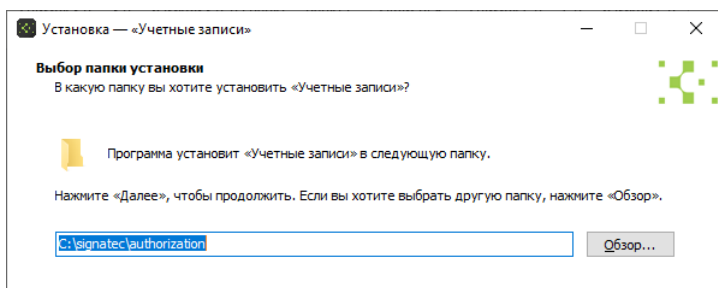 Установка — «Учетные записи»
Выбор папки установки
В какую папку вы хотите установить «Учетные записи»?
Программа установит «Учетные записи» в следующую папку.
Нажмите «Далее», чтобы продолжить. Если вы хотите выбрать другую папку, нажмите «Обзор».
C:\signatec\authorization
Обзор...